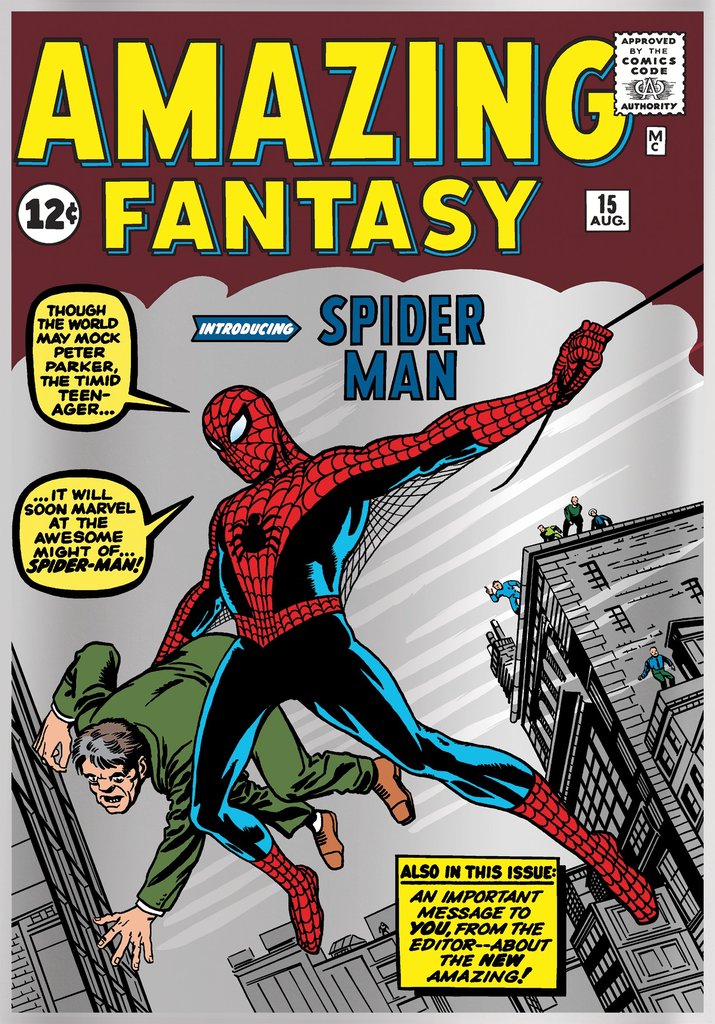 AMAZING
FANTASY
APPROVED
BY THE
COMICS
CODE
CA
AUTHORITY
M
C
12¢
15
AUG.
INTRODUCING
SPIDER
MAN
THOUGH
THE WORLD
MAY MOCK
PETER
PARKER,
THE TIMID
TEEN-
AGER...
...IT WILL
SOON MARVEL
AT THE
AWESOME
MIGHT OF...
SPIDER-MAN!
ALSO IN THIS ISSUE:
AN IMPORTANT
MESSAGE TO
YOU, FROM THE
EDITOR--ABOUT
THE NEW
AMAZING!